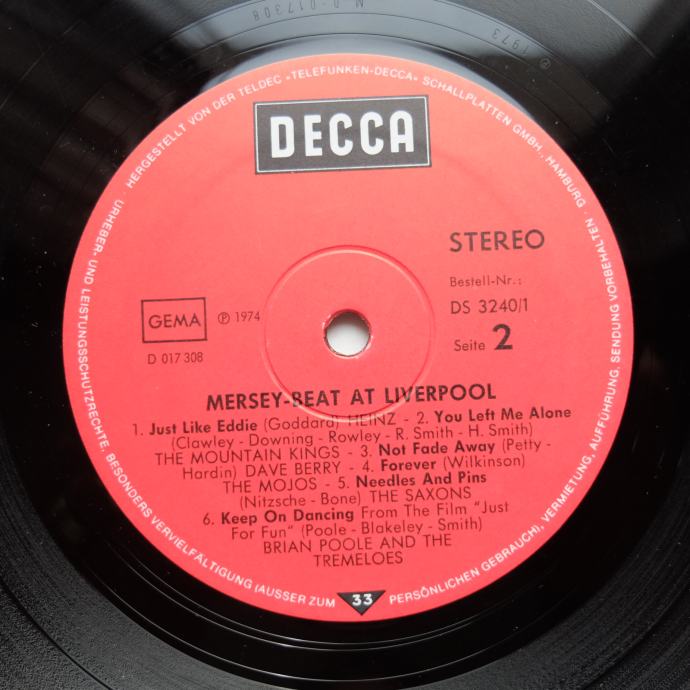 M D-017308
℗ 1973
· HERGESTELLT VON DER TELDEC »TELEFUNKEN-DECCA« SCHALLPLATTEN GMBH., HAMBURG ·
URHEBER- UND LEISTUNGSSCHUTZRECHTE, BESONDERS VERVIELFÄLTIGUNG (AUSSER ZUM PERSÖNLICHEN GEBRAUCH), VERMIETUNG, AUFFÜHRUNG, SENDUNG VORBEHALTEN
DECCA
STEREO
Bestell-Nr.:
DS 3240/1
Seite 2
GEMA ℗ 1974
D 017 308
MERSEY-BEAT AT LIVERPOOL
1. Just Like Eddie (Goddard) HEINZ - 2. You Left Me Alone
(Clawley - Downing - Rowley - R. Smith - H. Smith)
THE MOUNTAIN KINGS - 3. Not Fade Away (Petty -
Hardin) DAVE BERRY - 4. Forever (Wilkinson)
THE MOJOS - 5. Needles And Pins
(Nitzsche - Bone) THE SAXONS
6. Keep On Dancing From The Film "Just
For Fun" (Poole - Blakeley - Smith)
BRIAN POOLE AND THE
TREMELOES
33